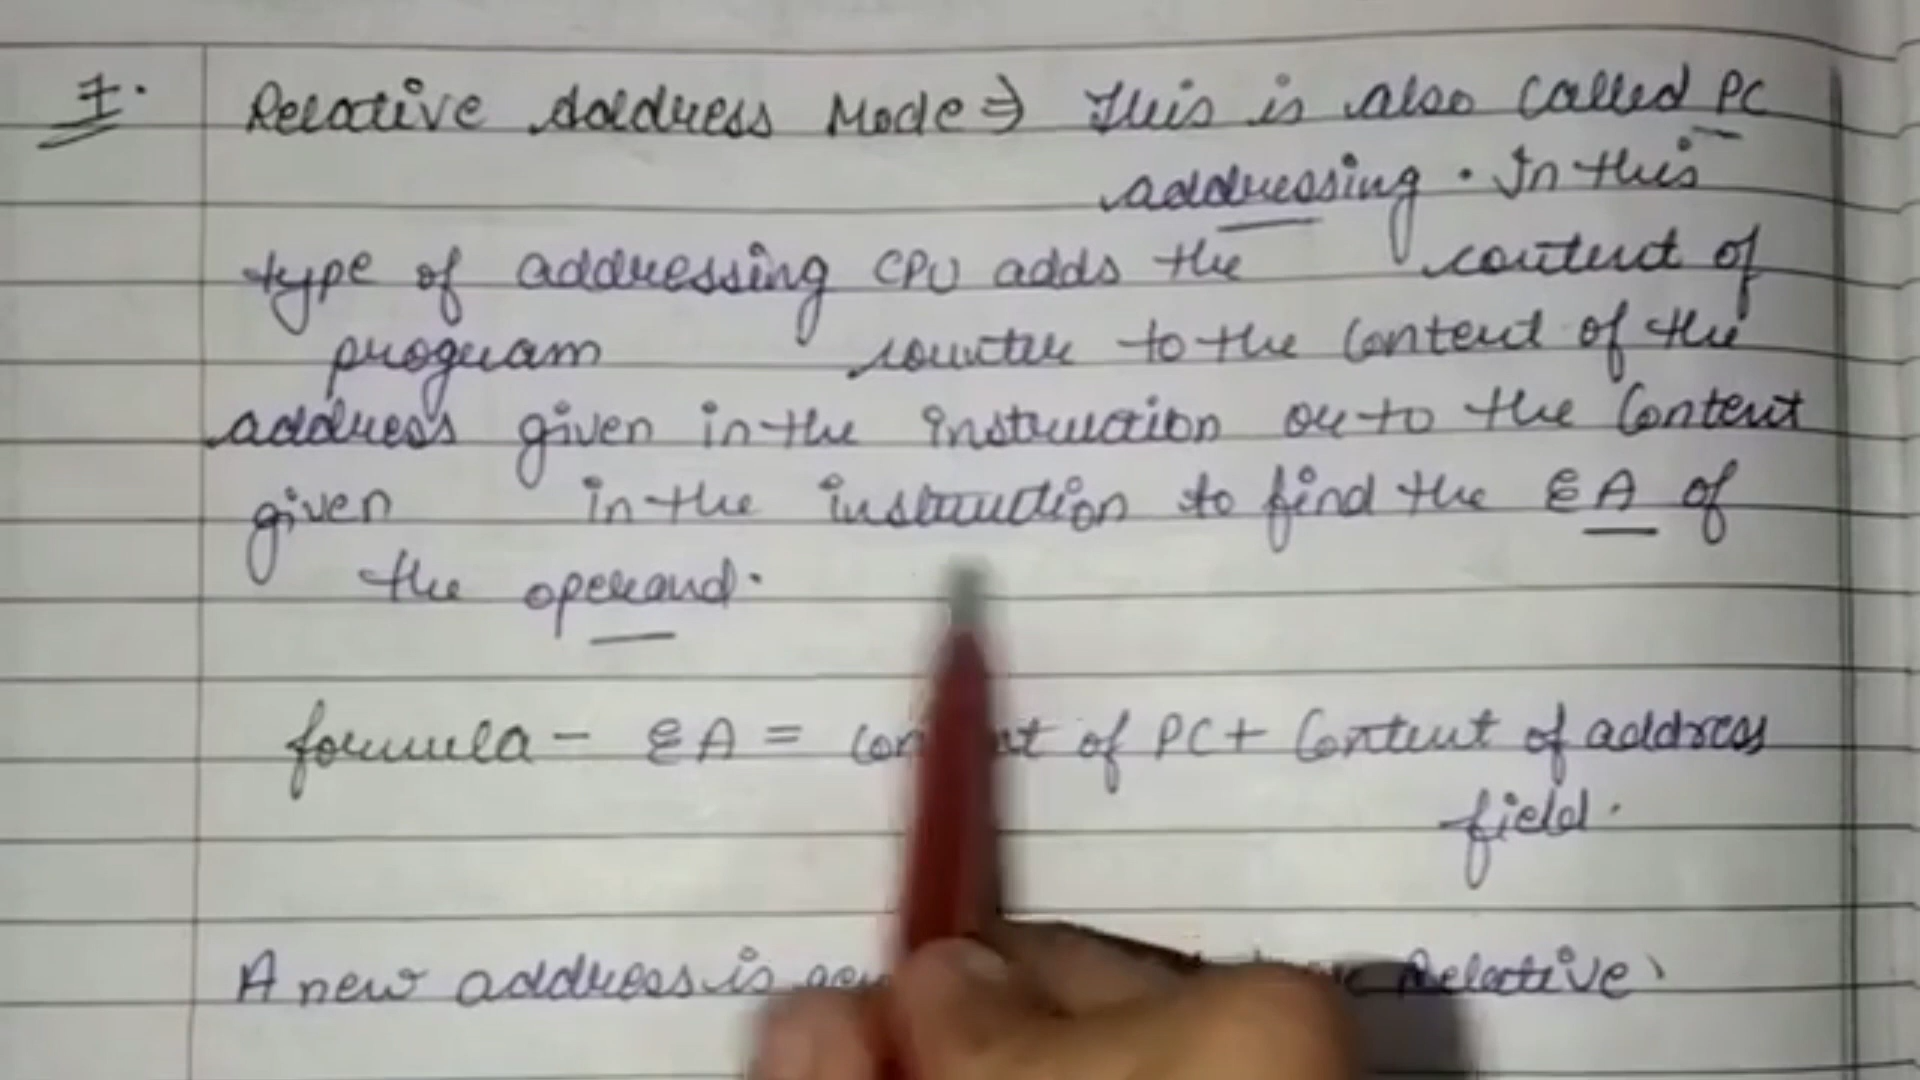 7. Relative Address Mode ⇒ This is also called PC
addressing. In this
type of addressing CPU adds the content of
program counter to the content of the
address given in the instruction or to the content
given in the instruction to find the EA of
the operand.
formula - EA = content of PC + Content of address
field.
A new address is Relative